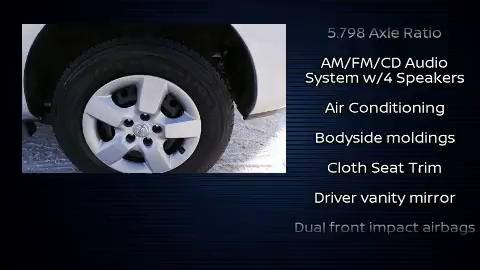 5.798 Axle Ratio
AM/FM/CD Audio
System w/4 Speakers
Air Conditioning
Bodyside moldings
Cloth Seat Trim
Driver vanity mirror
Dual front impact airbags